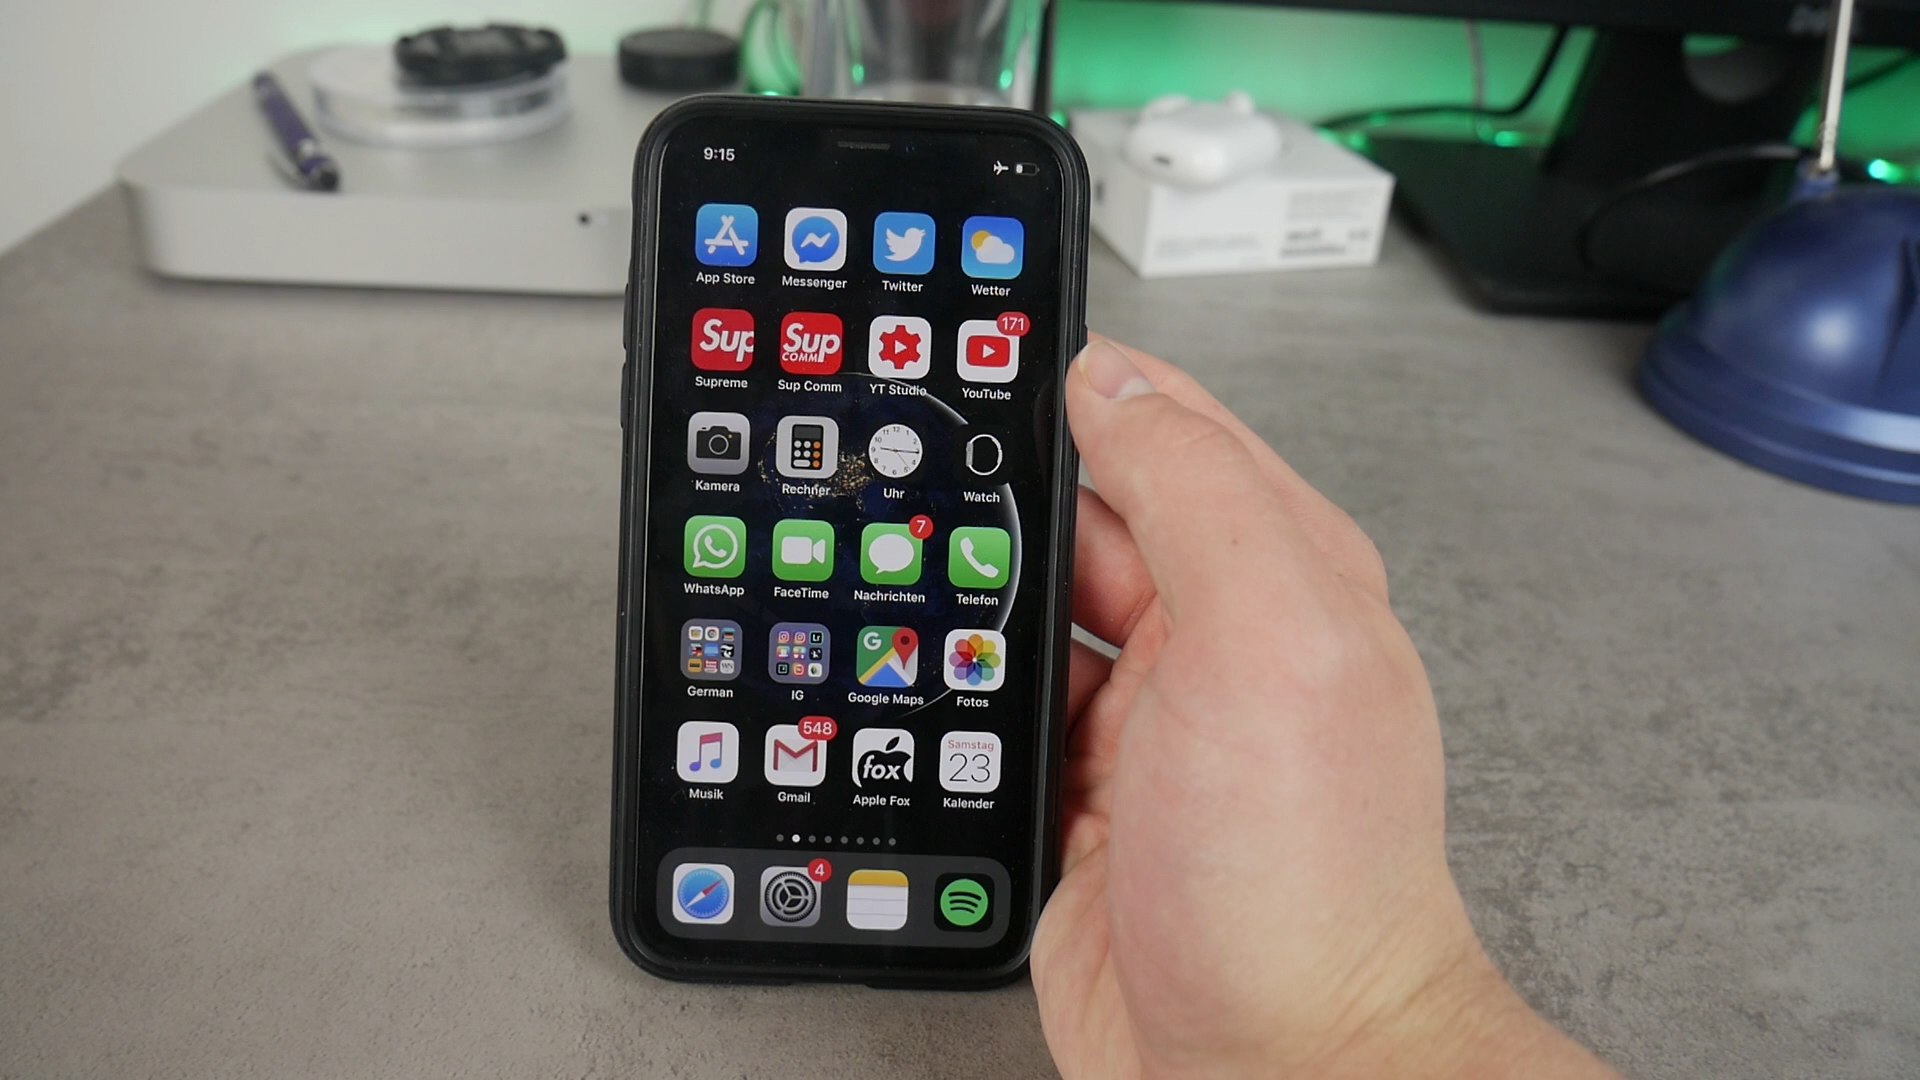 9:15
App Store
Messenger
Twitter
Wetter
Sup
Sup
COMM
171
Supreme
Sup Comm
YT Studio
YouTube
Kamera
Rechner
Uhr
Watch
7
WhatsApp
FaceTime
Nachrichten
Telefon
G
German
IG
Google Maps
Fotos
548
fox
Samstag
23
Musik
Gmail
Apple Fox
Kalender
4